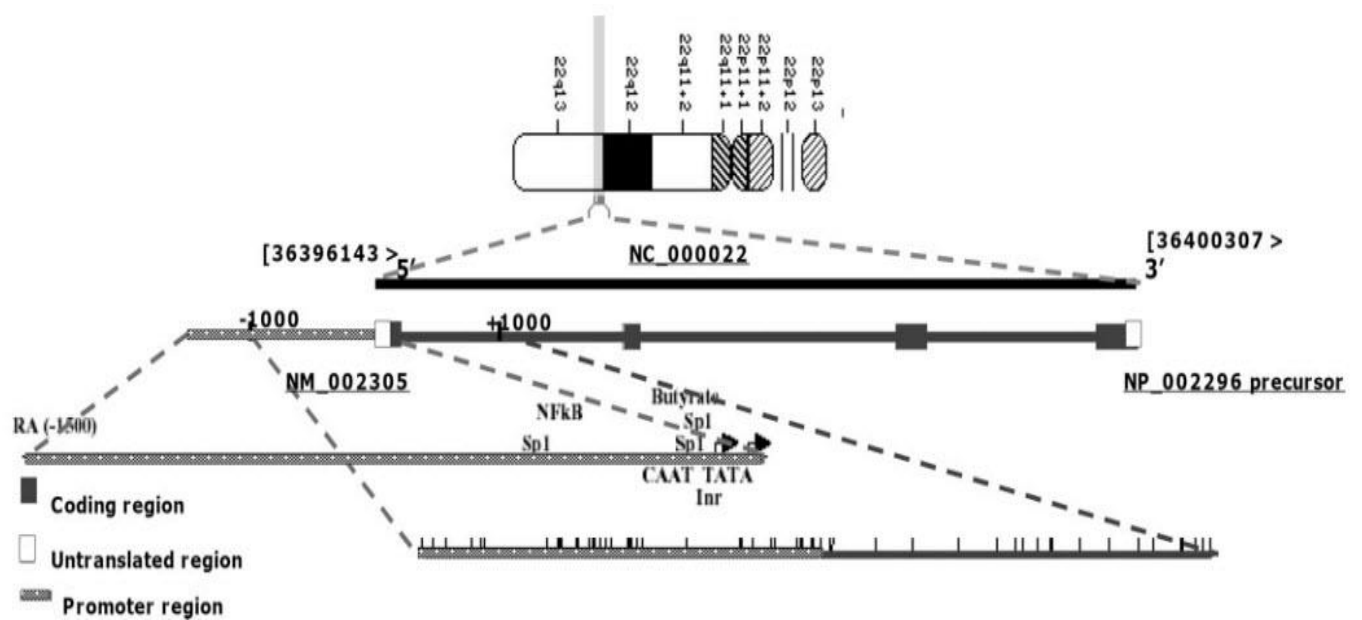 22q13
22q12
22q11+2
22q11+1
22p11+1
22p11+2
22p12
22p13
[36396143 >
5′
NC_000022
[36400307 >
3′
-1000
+1000
NM_002305
NP_002296 precursor
Butyrate
NFkB
Sp1
RA (-1500)
Sp1
Sp1
CAAT TATA
Inr
Coding region
Untranslated region
Promoter region